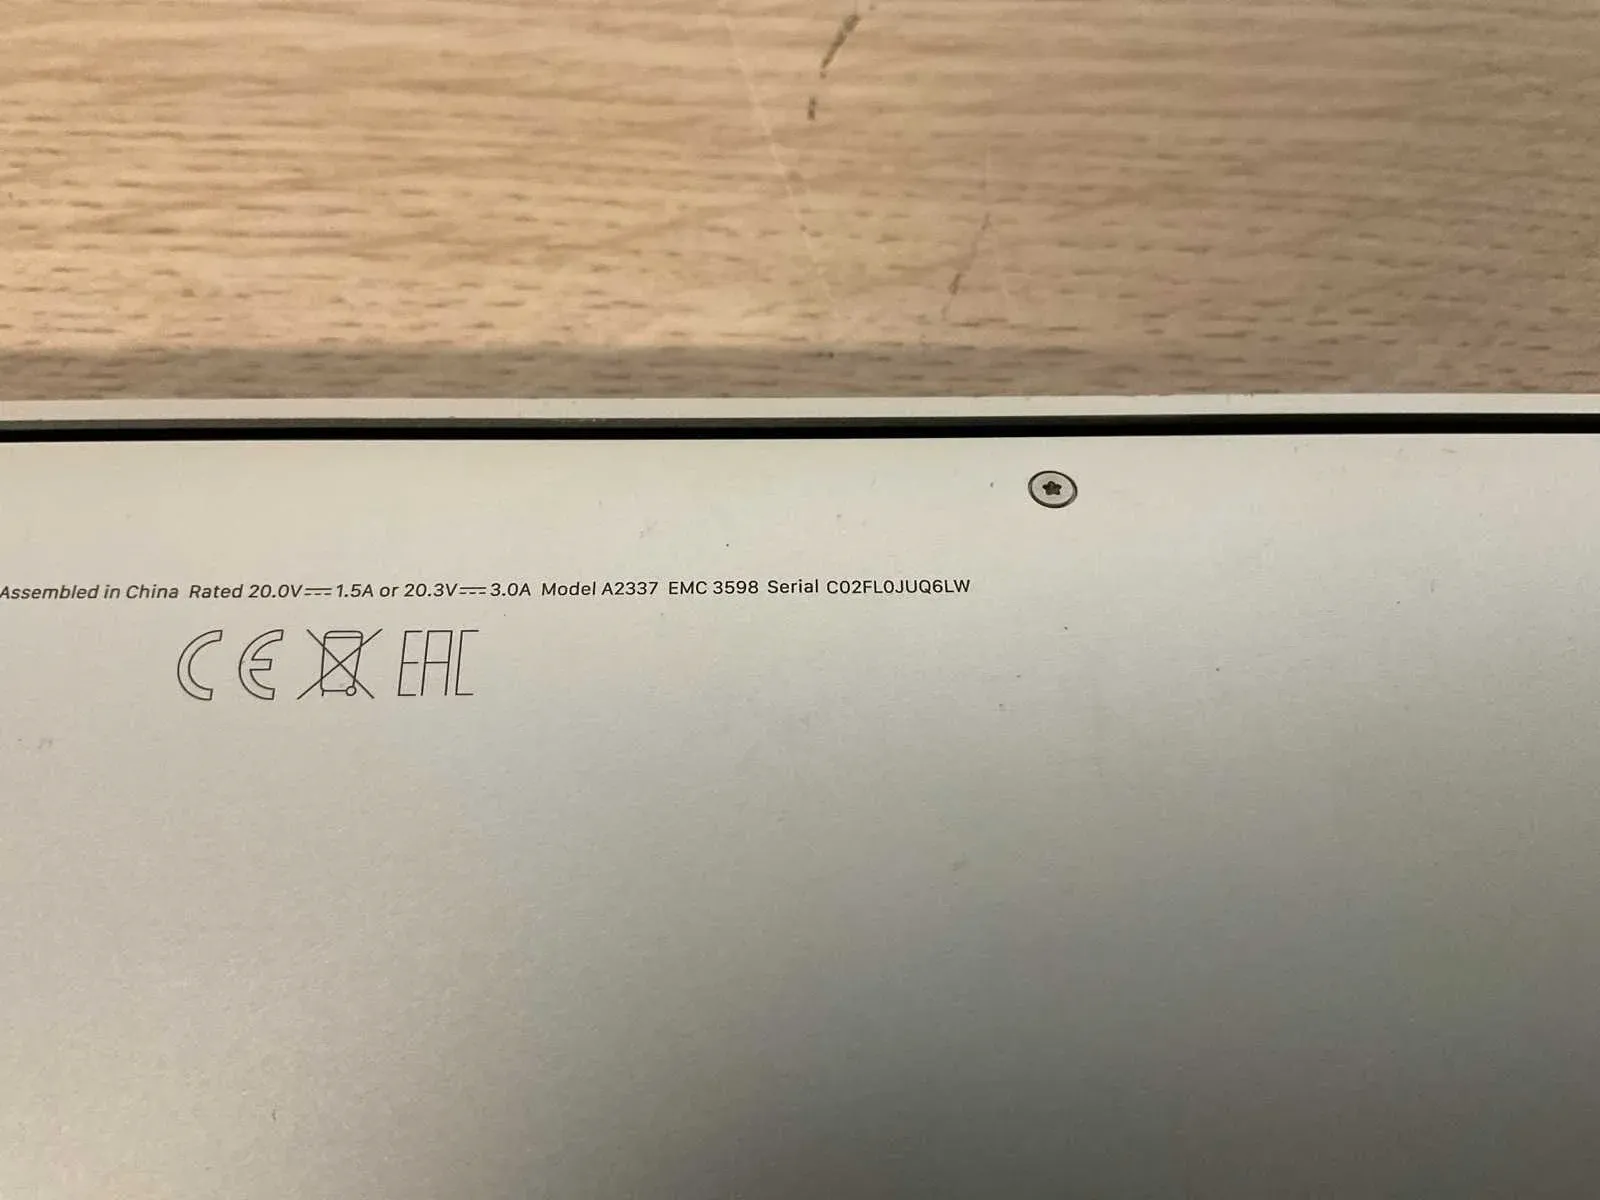 Assembled in China Rated 20.0V⎓1.5A or 20.3V⎓3.0A Model A2337 EMC 3598 Serial C02FL0JUQ6LW
CE EAC